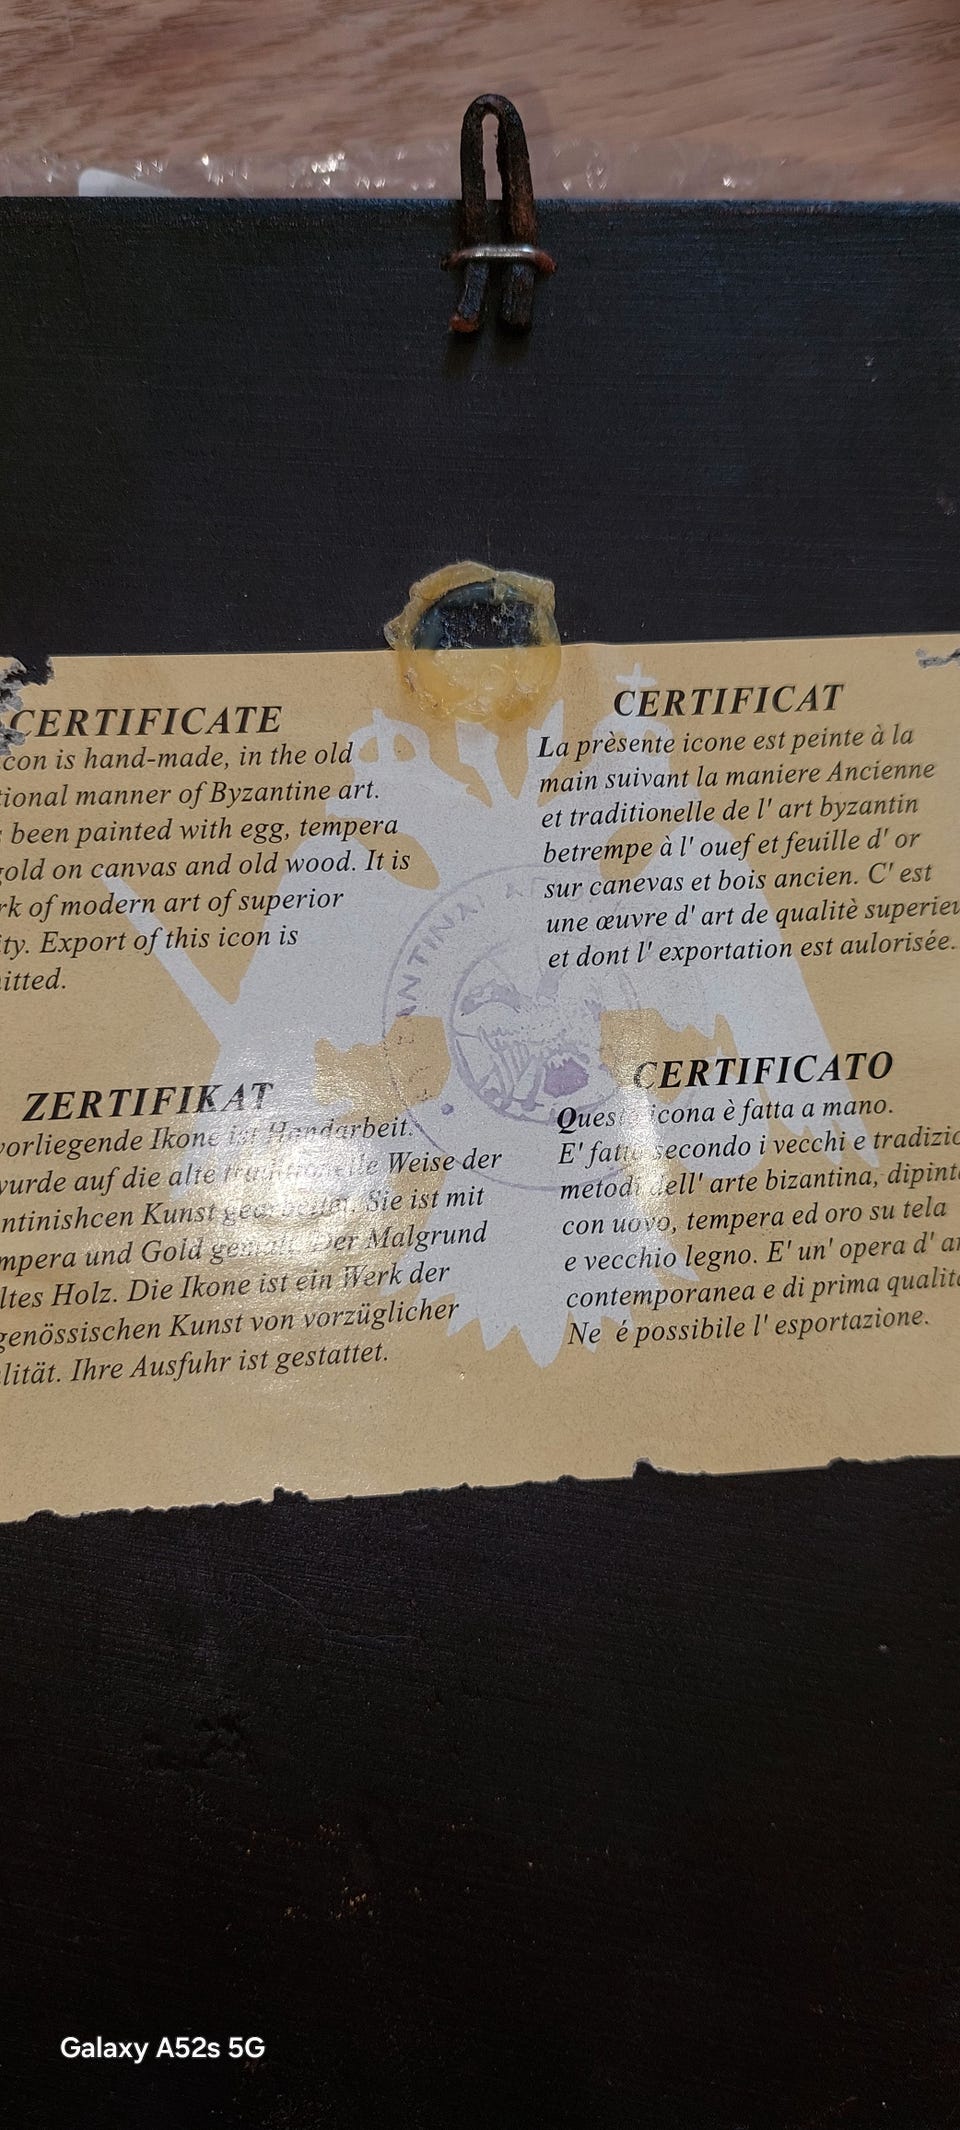 CERTIFICATE
con is hand-made, in the old
tional manner of Byzantine art.
s been painted with egg, tempera
gold on canvas and old wood. It is
rk of modern art of superior
ity. Export of this icon is
itted.
CERTIFICAT
La prèsente icone est peinte à la
main suivant la maniere Ancienne
et traditionelle de l' art byzantin
betrempe à l' ouef et feuille d' or
sur canevas et bois ancien. C' est
une œuvre d' art de qualitè superieu
et dont l' exportation est aulorisée.
ZERTIFIKAT
vorliegende Ikone ist Handarbeit.
wurde auf die alte traditionelle Weise der
ntinishcen Kunst gearbeitet. Sie ist mit
mpera und Gold gemalt. Der Malgrund
ltes Holz. Die Ikone ist ein Werk der
genössischen Kunst von vorzüglicher
lität. Ihre Ausfuhr ist gestattet.
CERTIFICATO
Ques icona è fatta a mano.
E' fatt secondo i vecchi e tradizio
metodi dell' arte bizantina, dipinta
con uovo, tempera ed oro su tela
e vecchio legno. E' un' opera d' ar
contemporanea e di prima qualità
Ne é possibile l' esportazione.
ANTINAI
Galaxy A52s 5G